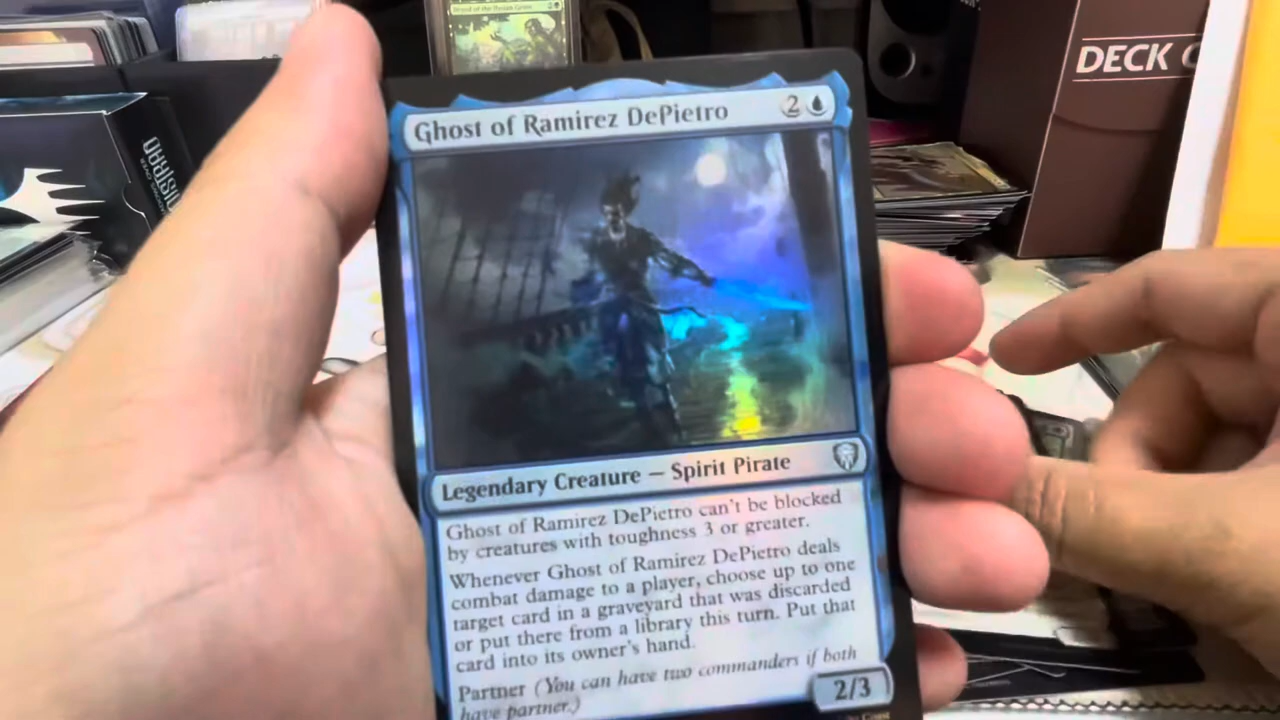 DECK
Ghost of Ramirez DePietro 2
Legendary Creature — Spirit Pirate
Ghost of Ramirez DePietro can't be blocked
by creatures with toughness 3 or greater.
Whenever Ghost of Ramirez DePietro deals
combat damage to a player, choose up to one
target card in a graveyard that was discarded
or put there from a library this turn. Put that
card into its owner's hand.
Partner (You can have two commanders if both
have partner.)
2/3